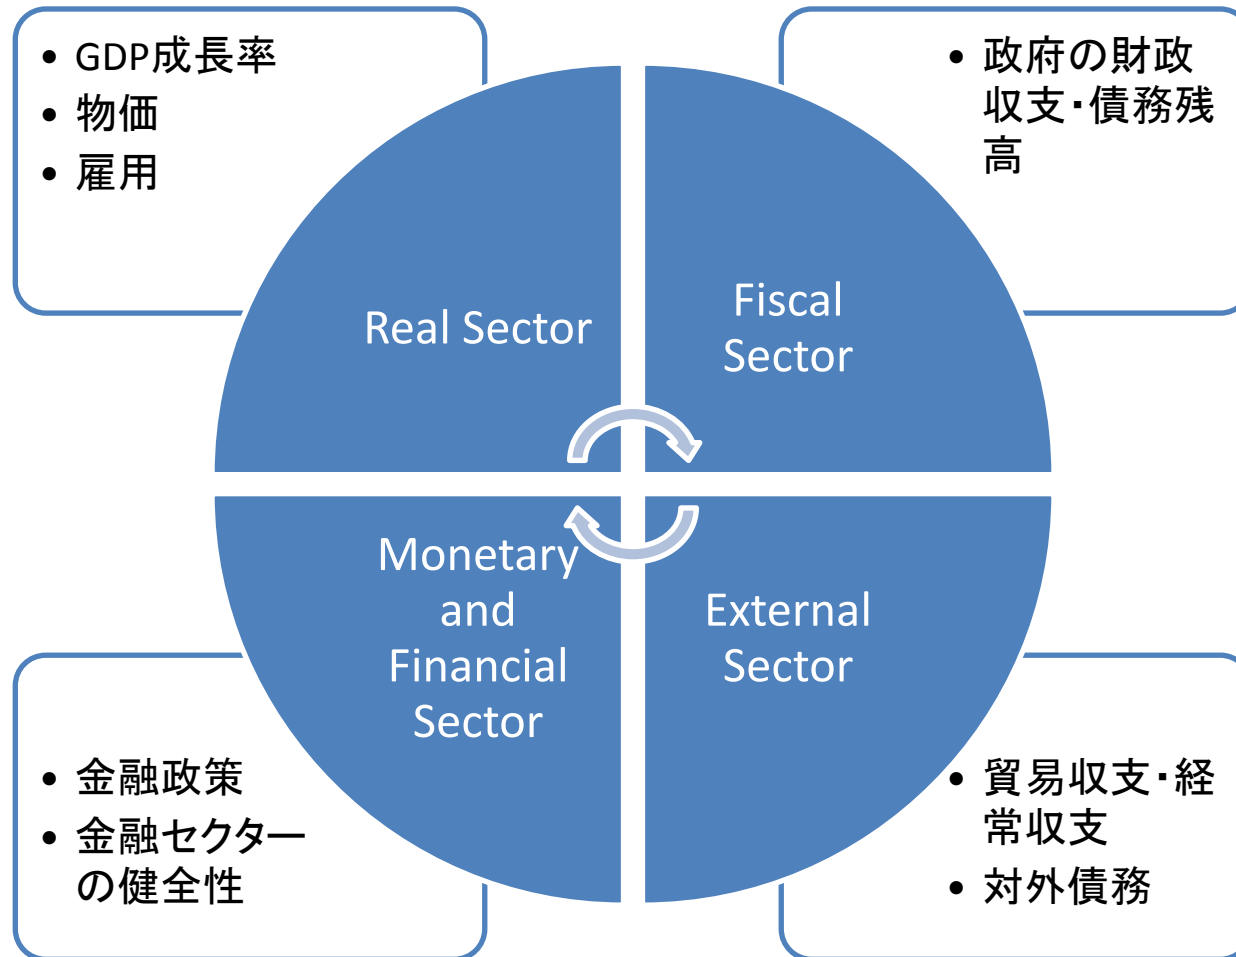 • GDP成長率
• 物価
• 雇用
• 政府の財政
収支・債務残
高
Real Sector
Fiscal
Sector
Monetary
and
Financial
Sector
External
Sector
• 金融政策
• 金融セクター
の健全性
• 貿易収支・経
常収支
• 対外債務